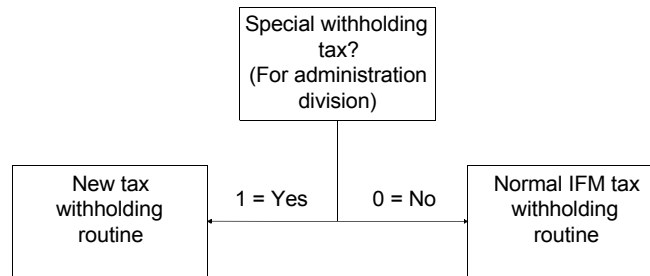 Special withholding
tax?
(For administration
division)
New tax
withholding
routine
1 = Yes
0 = No
Normal IFM tax
withholding
routine